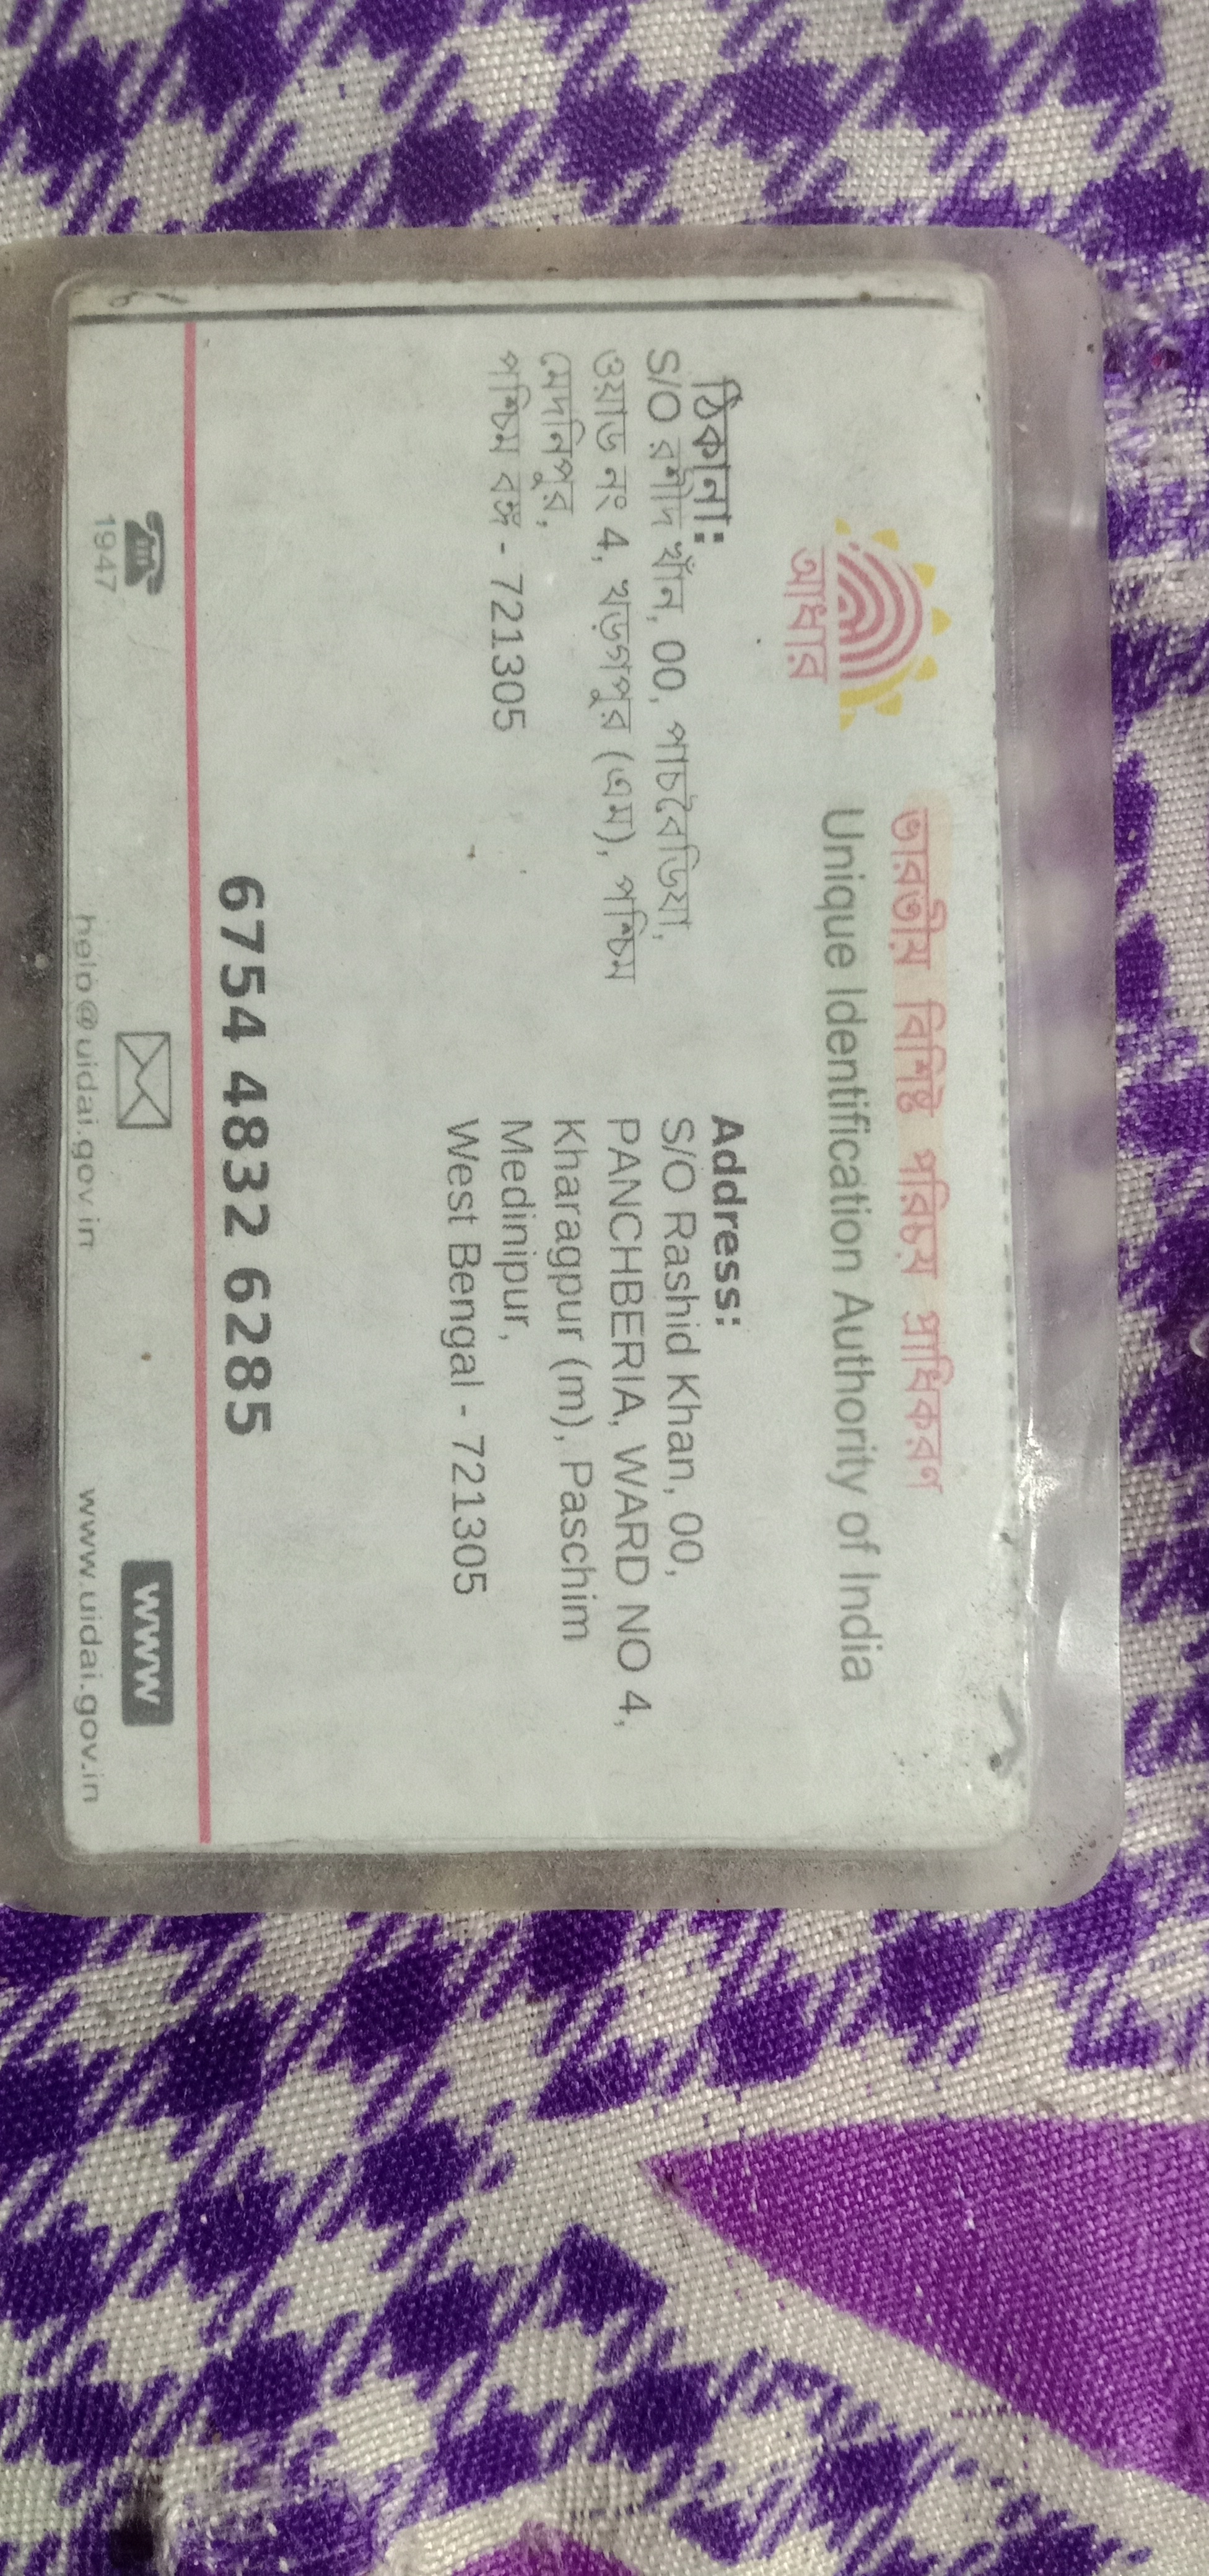 ভারতীয় বিশিষ্ট পরিচয় প্রাধিকরণ
Unique Identification Authority of India
আধার
ঠিকানা:
S/O রশীদ খাঁন, 00, পাচবৈড়িয়া,
ওয়াড নং 4, খড়গপুর (এম), পশ্চিম
মেদনিপুর,
পশ্চিম বঙ্গ - 721305
Address:
S/O Rashid Khan, 00,
PANCHBERIA, WARD NO 4,
Kharagpur (m), Paschim
Medinipur,
West Bengal - 721305
6754 4832 6285
1947
help@uidai.gov.in
www
www.uidai.gov.in